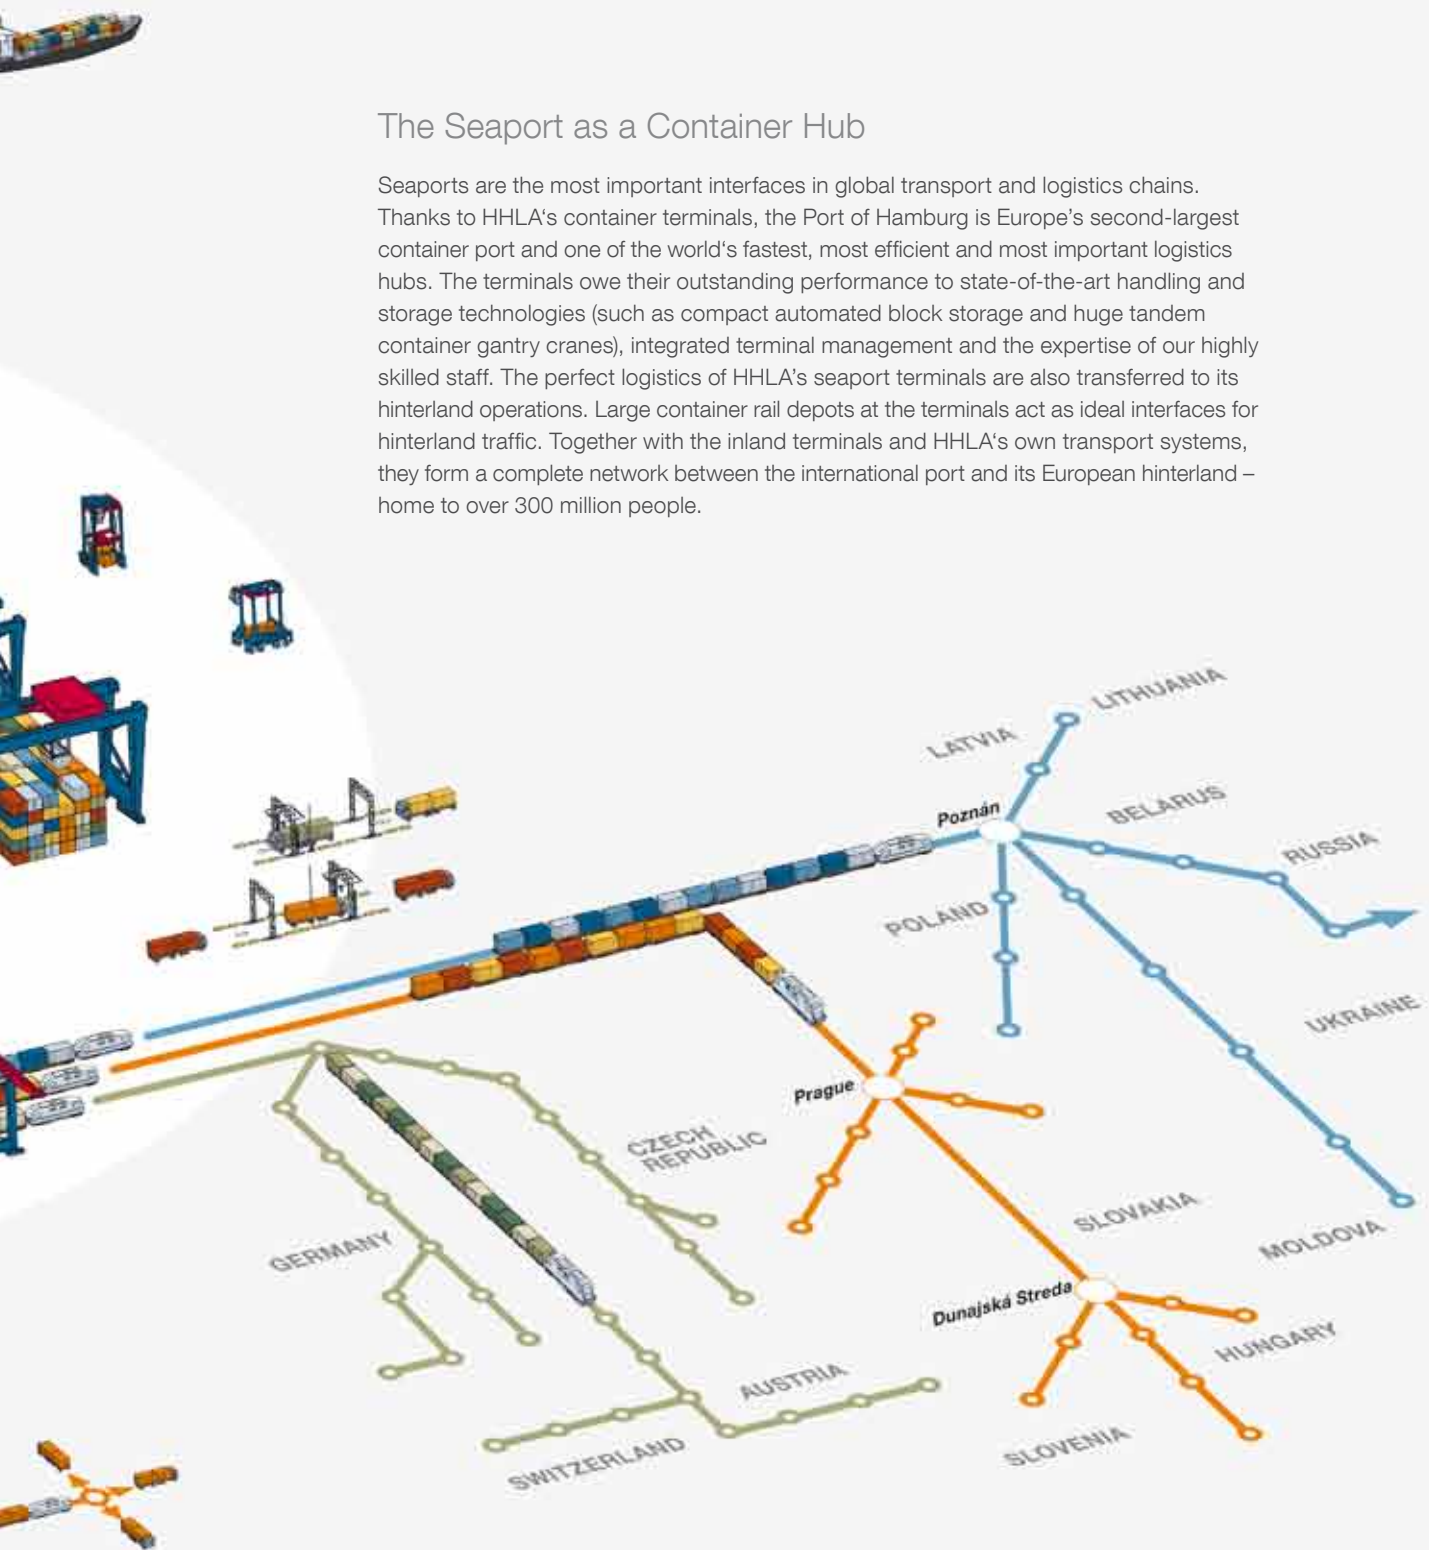 The Seaport as a Container Hub
Seaports are the most important interfaces in global transport and logistics chains.
Thanks to HHLA‘s container terminals, the Port of Hamburg is Europe’s second-largest
container port and one of the world‘s fastest, most efficient and most important logistics
hubs. The terminals owe their outstanding performance to state-of-the-art handling and
storage technologies (such as compact automated block storage and huge tandem
container gantry cranes), integrated terminal management and the expertise of our highly
skilled staff. The perfect logistics of HHLA’s seaport terminals are also transferred to its
hinterland operations. Large container rail depots at the terminals act as ideal interfaces for
hinterland traffic. Together with the inland terminals and HHLA‘s own transport systems,
they form a complete network between the international port and its European hinterland –
home to over 300 million people.
LITHUANIA
LATVIA
Poznán
BELARUS
RUSSIA
POLAND
UKRAINE
Prague
CZECH
REPUBLIC
SLOVAKIA
MOLDOVA
GERMANY
Dunajská Streda
HUNGARY
AUSTRIA
SLOVENIA
SWITZERLAND